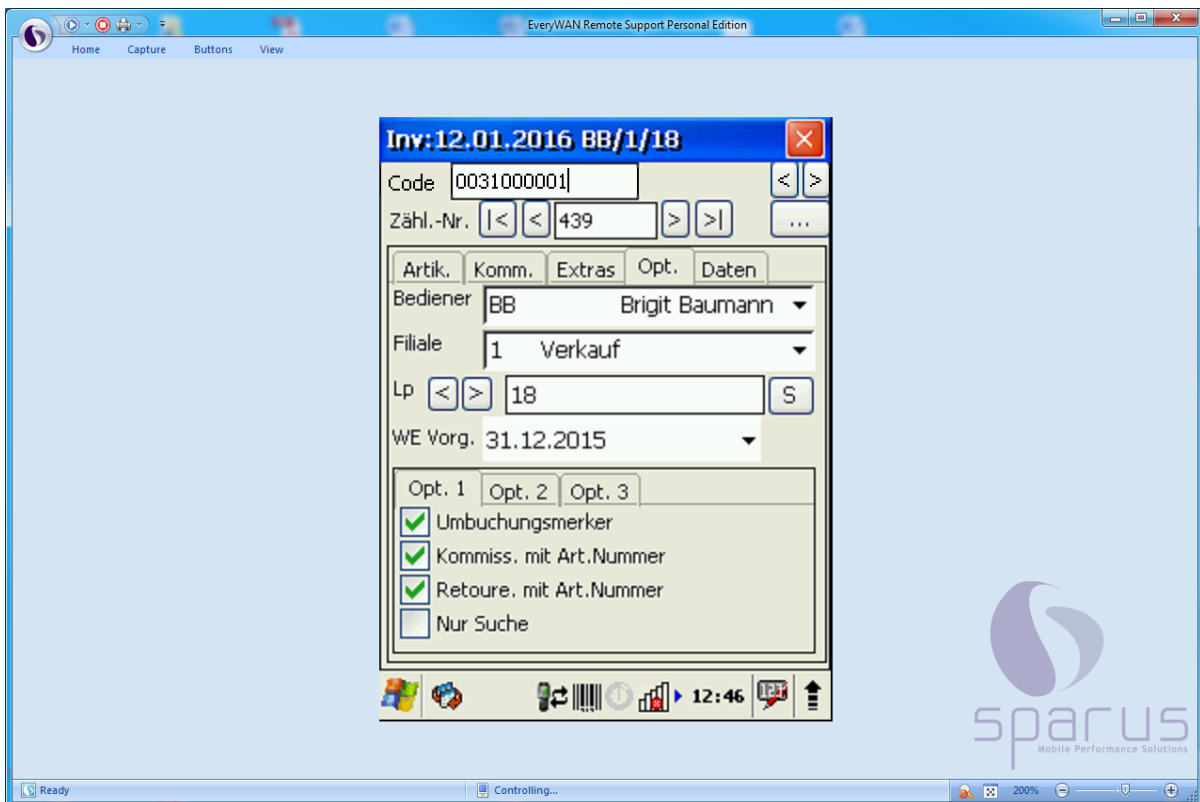 EveryWAN Remote Support Personal Edition
Home Capture Buttons View
Inv:12.01.2016 BB/1/18
Code 0031000001 < >
Zähl.-Nr. |< < 439 > >| ...
Artik. Komm. Extras Opt. Daten
Bediener BB Brigit Baumann
Filiale 1 Verkauf
Lp < > 18 S
WE Vorg. 31.12.2015
Opt. 1 Opt. 2 Opt. 3
Umbuchungsmerker
Kommiss. mit Art.Nummer
Retoure. mit Art.Nummer
Nur Suche
12:46
sparus
Mobile Performance Solutions
Ready Controlling... 200%